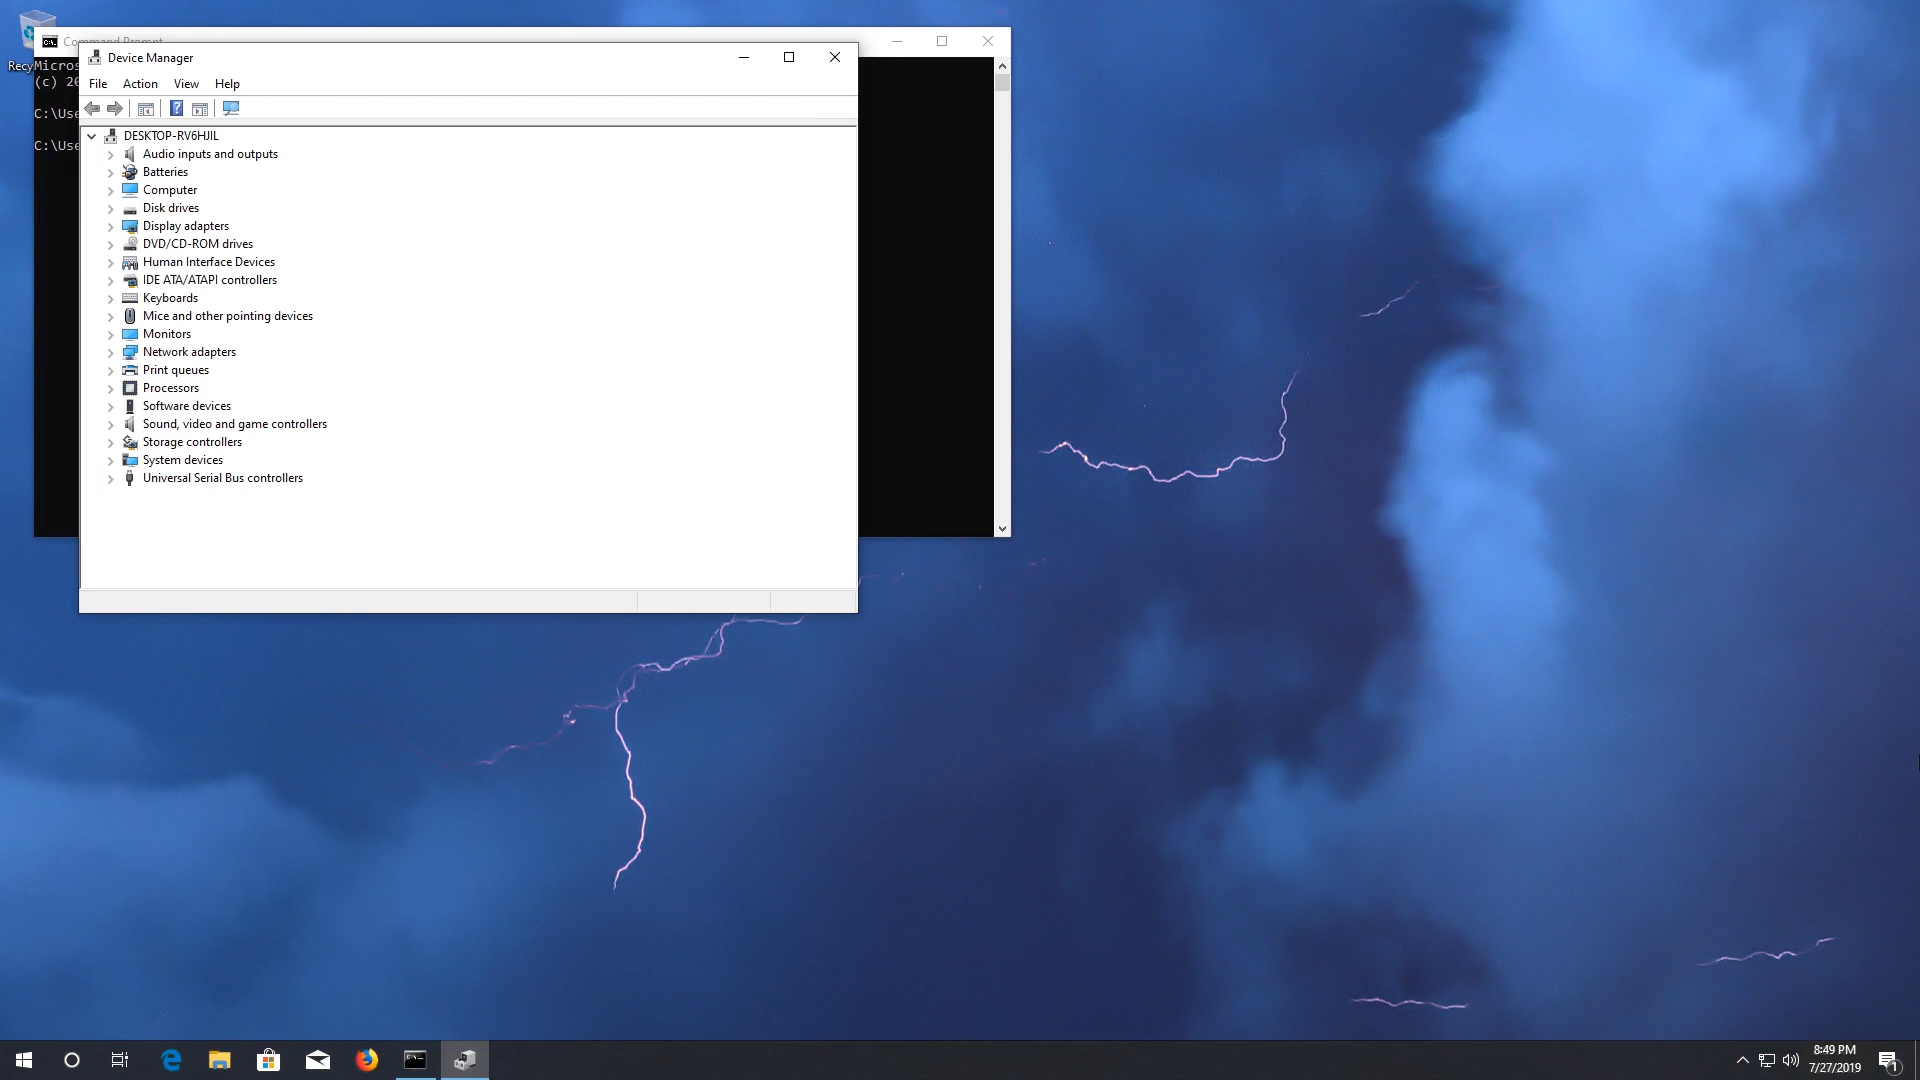 Command Prompt
Device Manager
File Action View Help
Micros
(c) 20
C:\Use
C:\Use
DESKTOP-RV6HJIL
Audio inputs and outputs
Batteries
Computer
Disk drives
Display adapters
DVD/CD-ROM drives
Human Interface Devices
IDE ATA/ATAPI controllers
Keyboards
Mice and other pointing devices
Monitors
Network adapters
Print queues
Processors
Software devices
Sound, video and game controllers
Storage controllers
System devices
Universal Serial Bus controllers
Recy
8:49 PM
7/27/2019
1